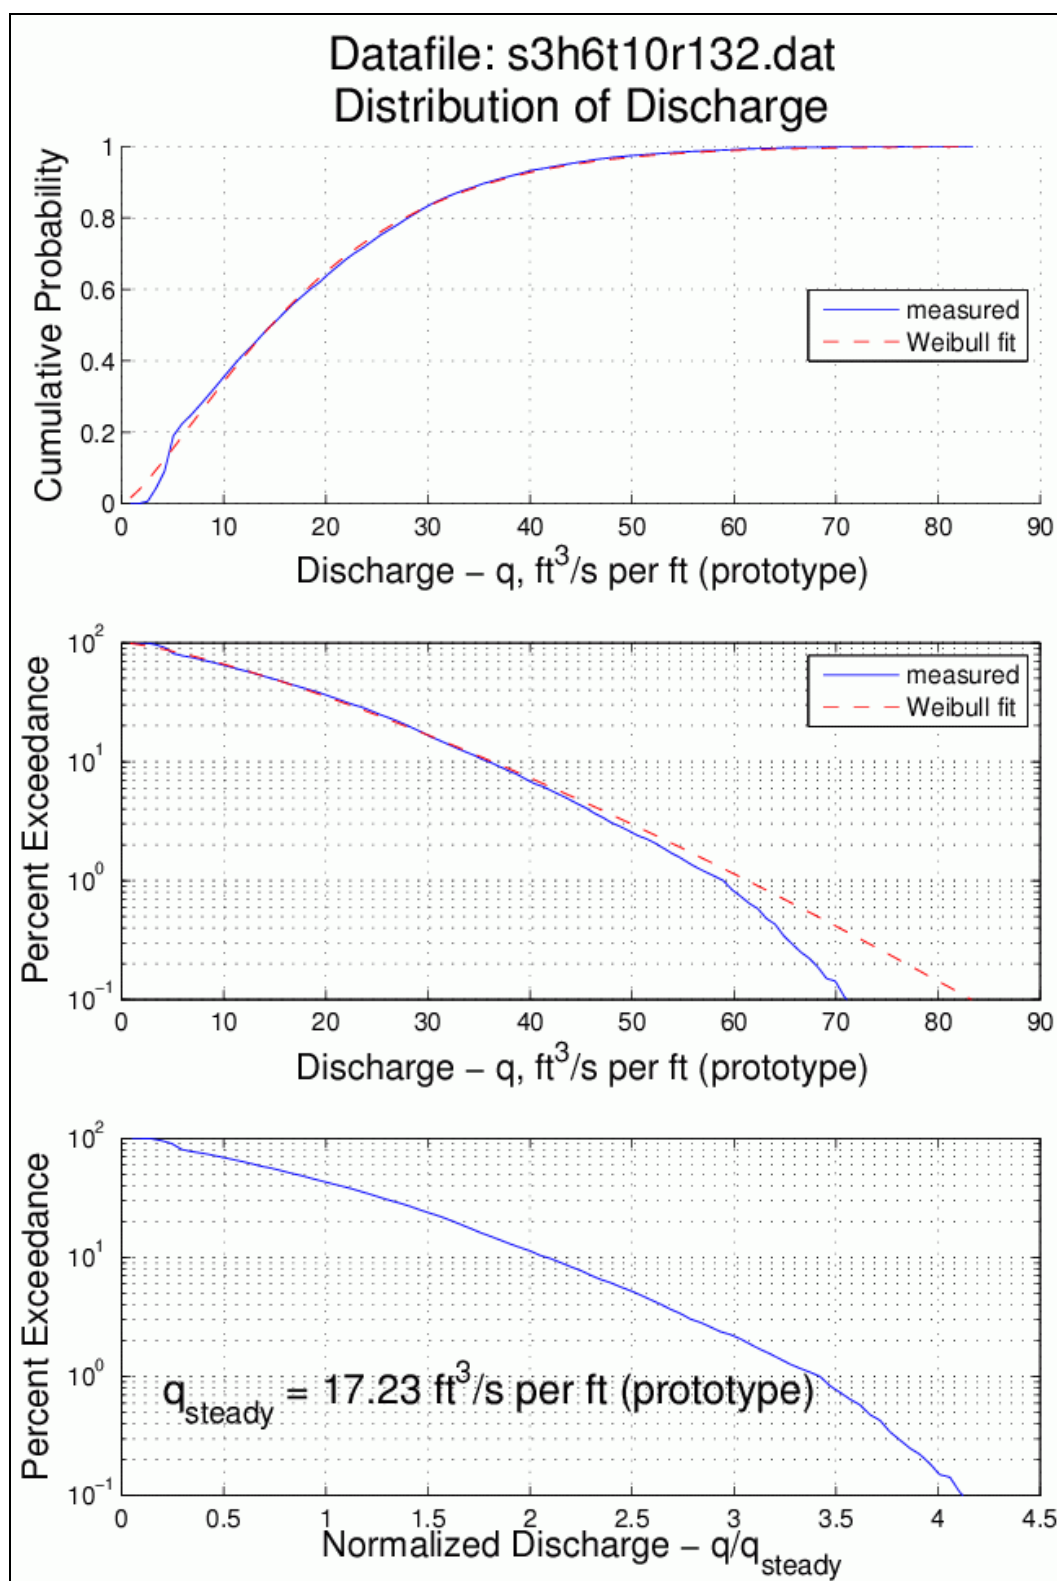 Datafile: s3h6t10r132.dat
Distribution of Discharge
Cumulative Probability
1
0.8
0.6
0.4
0.2
0
0 10 20 30 40 50 60 70 80 90
measured
Weibull fit
Discharge – q, ft³/s per ft (prototype)
Percent Exceedance
10²
10¹
10⁰
10⁻¹
0 10 20 30 40 50 60 70 80 90
measured
Weibull fit
Discharge – q, ft³/s per ft (prototype)
Percent Exceedance
10²
10¹
10⁰
10⁻¹
q_steady = 17.23 ft³/s per ft (prototype)
0 0.5 1 1.5 2 2.5 3 3.5 4 4.5
Normalized Discharge – q/q_steady